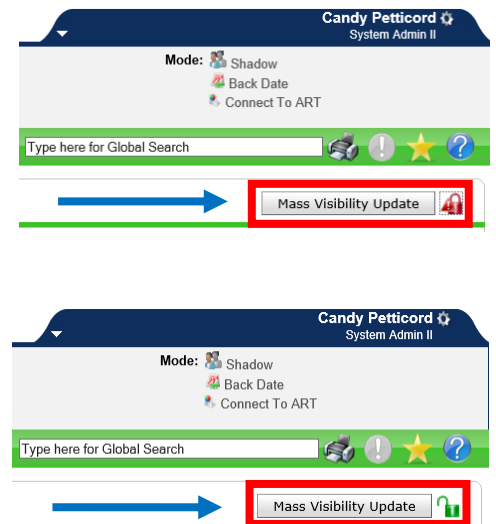 Candy Petticord
System Admin II
Mode: Shadow
Back Date
Connect To ART
Type here for Global Search
Mass Visibility Update
Candy Petticord
System Admin II
Mode: Shadow
Back Date
Connect To ART
Type here for Global Search
Mass Visibility Update